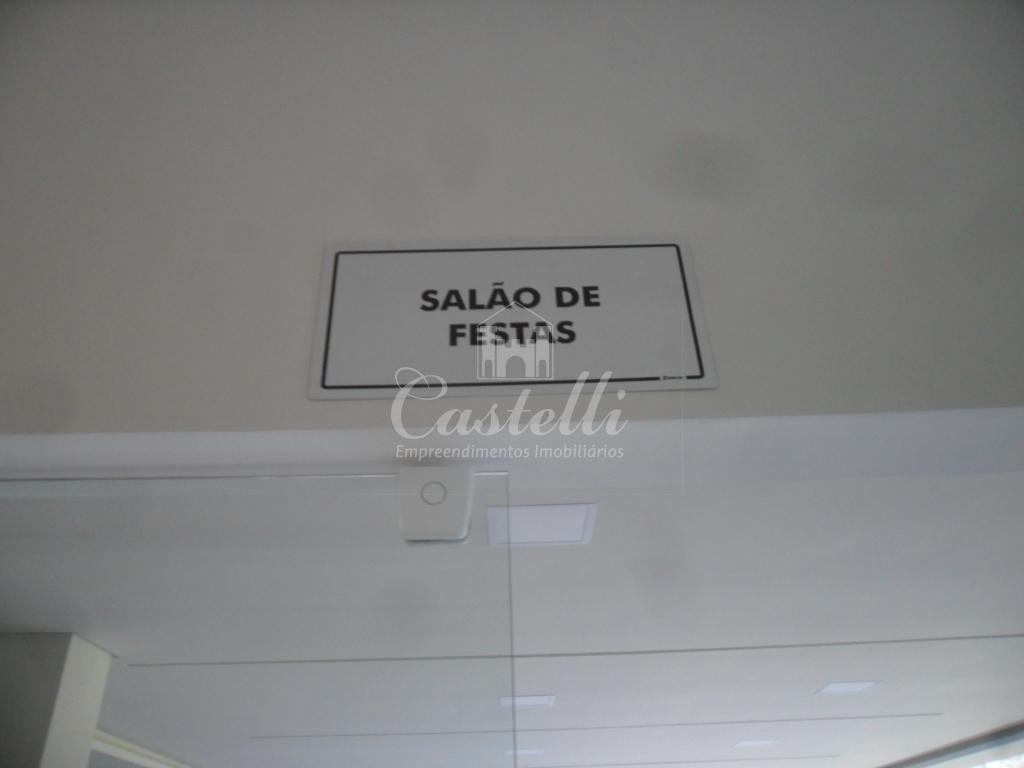 SALÃO DE
FESTAS
Castelli
Empreendimentos Imobiliários